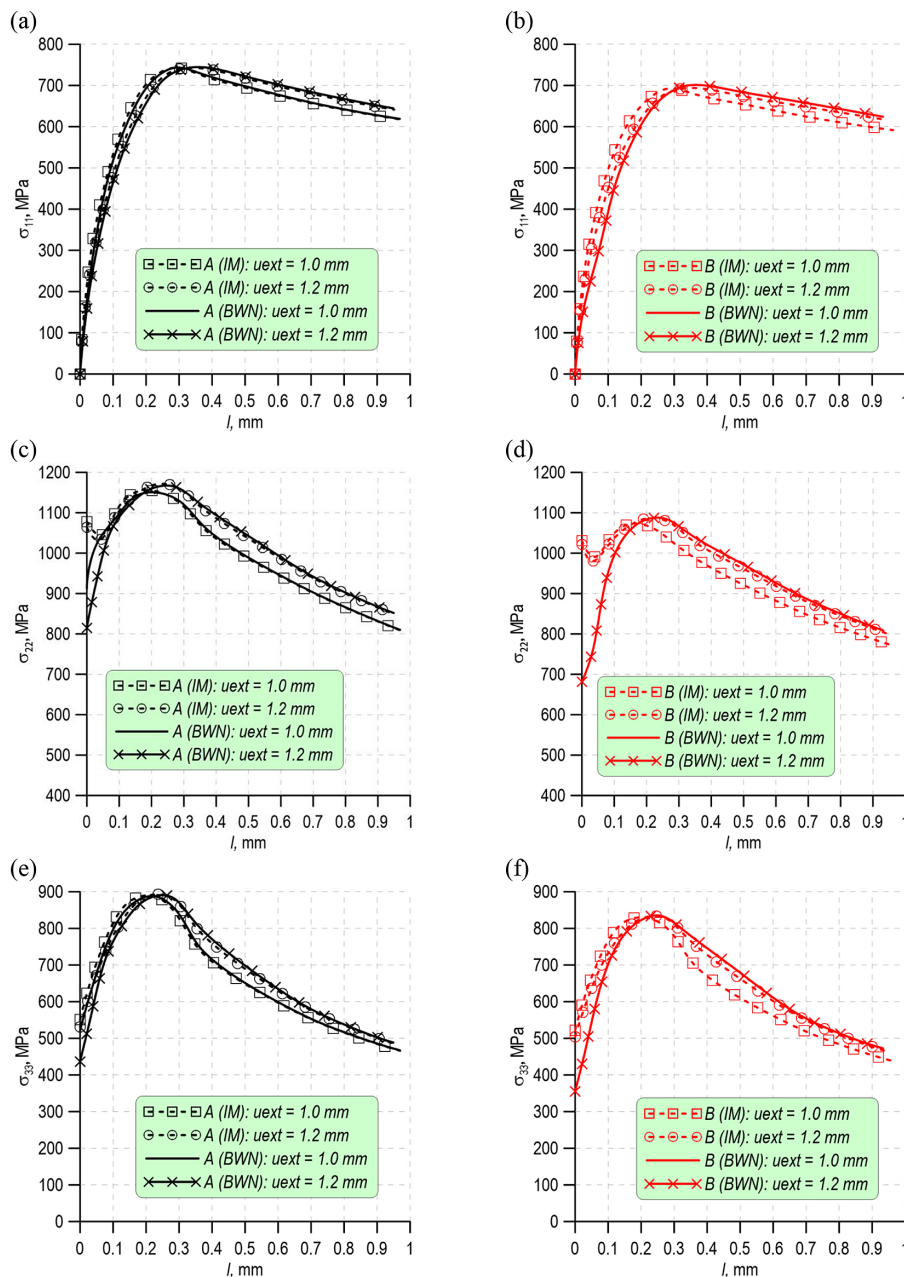 (a)
800
700
600
500
400
300
200
100
0
σ11, MPa
A (IM): uext = 1.0 mm
A (IM): uext = 1.2 mm
A (BWN): uext = 1.0 mm
A (BWN): uext = 1.2 mm
0 0.1 0.2 0.3 0.4 0.5 0.6 0.7 0.8 0.9 1
l, mm
(b)
800
700
600
500
400
300
200
100
0
σ11, MPa
B (IM): uext = 1.0 mm
B (IM): uext = 1.2 mm
B (BWN): uext = 1.0 mm
B (BWN): uext = 1.2 mm
0 0.1 0.2 0.3 0.4 0.5 0.6 0.7 0.8 0.9 1
l, mm
(c)
1200
1100
1000
900
800
700
600
500
400
σ22, MPa
A (IM): uext = 1.0 mm
A (IM): uext = 1.2 mm
A (BWN): uext = 1.0 mm
A (BWN): uext = 1.2 mm
0 0.1 0.2 0.3 0.4 0.5 0.6 0.7 0.8 0.9 1
l, mm
(d)
1200
1100
1000
900
800
700
600
500
400
σ22, MPa
B (IM): uext = 1.0 mm
B (IM): uext = 1.2 mm
B (BWN): uext = 1.0 mm
B (BWN): uext = 1.2 mm
0 0.1 0.2 0.3 0.4 0.5 0.6 0.7 0.8 0.9 1
l, mm
(e)
900
800
700
600
500
400
300
200
100
0
σ33, MPa
A (IM): uext = 1.0 mm
A (IM): uext = 1.2 mm
A (BWN): uext = 1.0 mm
A (BWN): uext = 1.2 mm
0 0.1 0.2 0.3 0.4 0.5 0.6 0.7 0.8 0.9 1
l, mm
(f)
900
800
700
600
500
400
300
200
100
0
σ33, MPa
B (IM): uext = 1.0 mm
B (IM): uext = 1.2 mm
B (BWN): uext = 1.0 mm
B (BWN): uext = 1.2 mm
0 0.1 0.2 0.3 0.4 0.5 0.6 0.7 0.8 0.9 1
l, mm